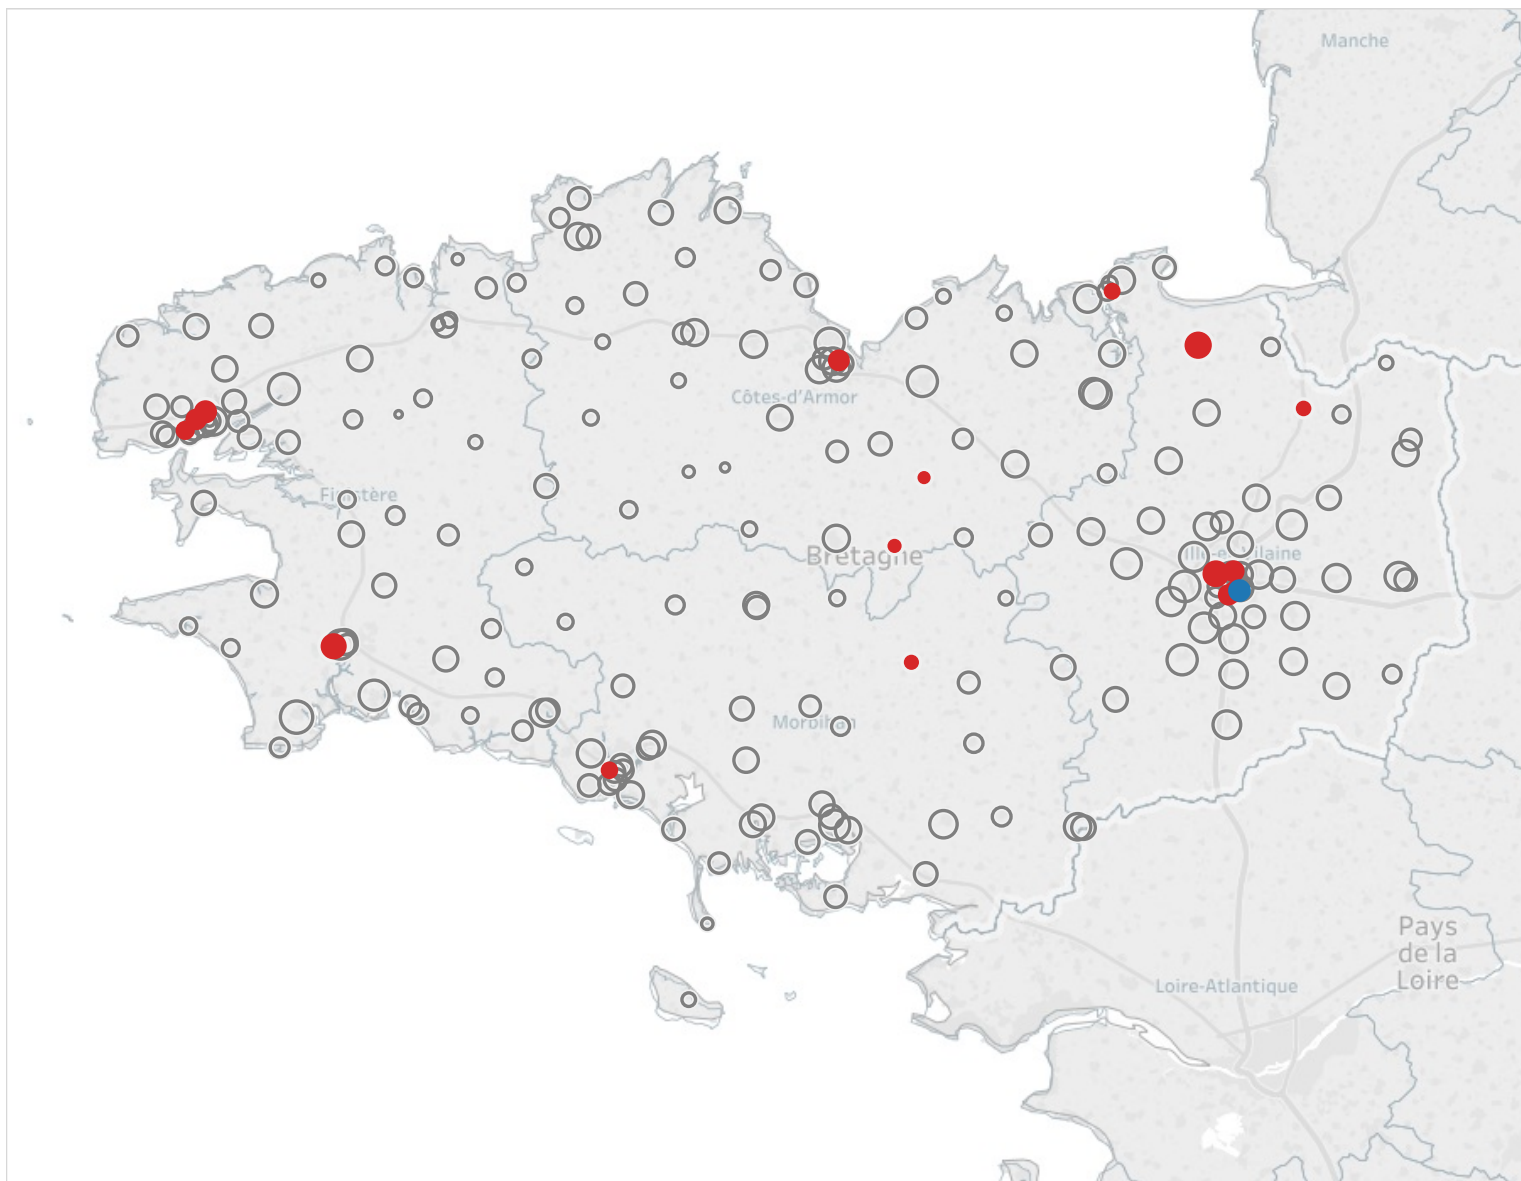 Manche
Côtes-d'Armor
Finistère
Bretagne
Ille-et-Vilaine
Morbihan
Pays
de la
Loire
Loire-Atlantique